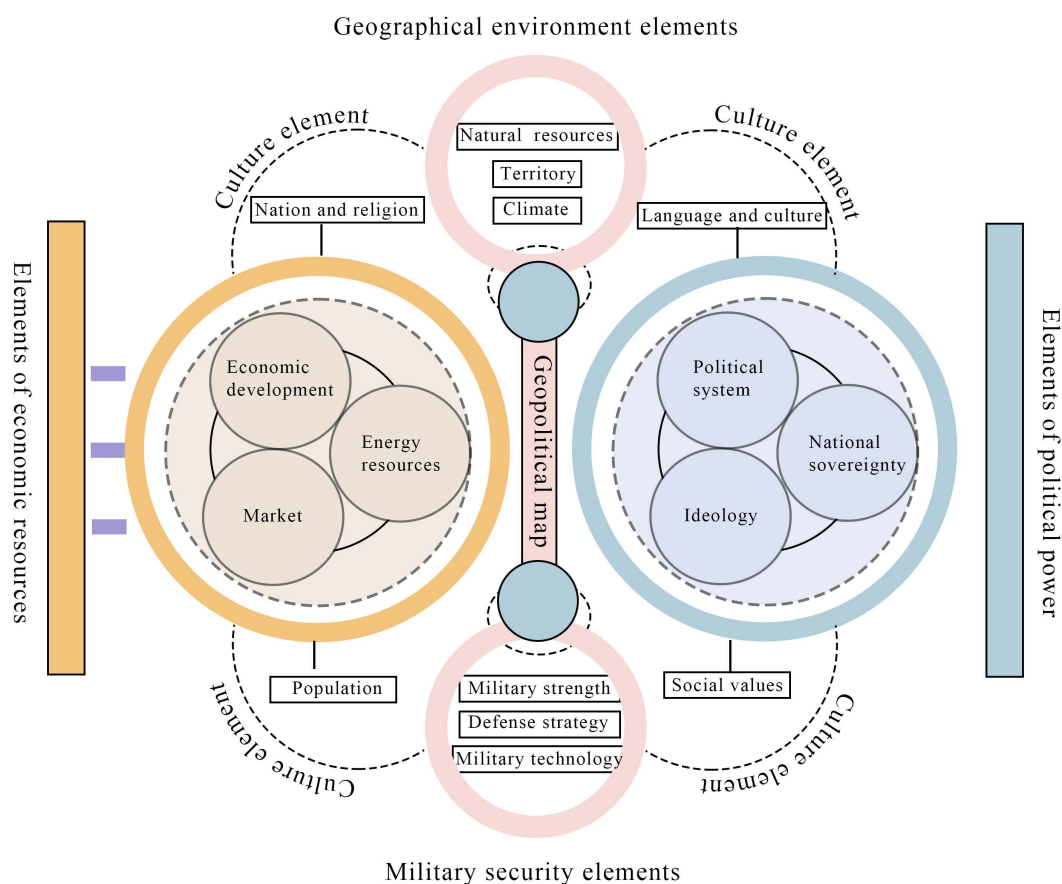 Geographical environment elements
Culture element
Culture element
Natural resources
Territory
Climate
Nation and religion
Language and culture
Elements of economic resources
Economic
development
Energy
resources
Market
Geopolitical map
Political
system
National
sovereignty
Ideology
Elements of political power
Population
Social values
Military strength
Defense strategy
Military technology
Culture element
Culture element
Military security elements